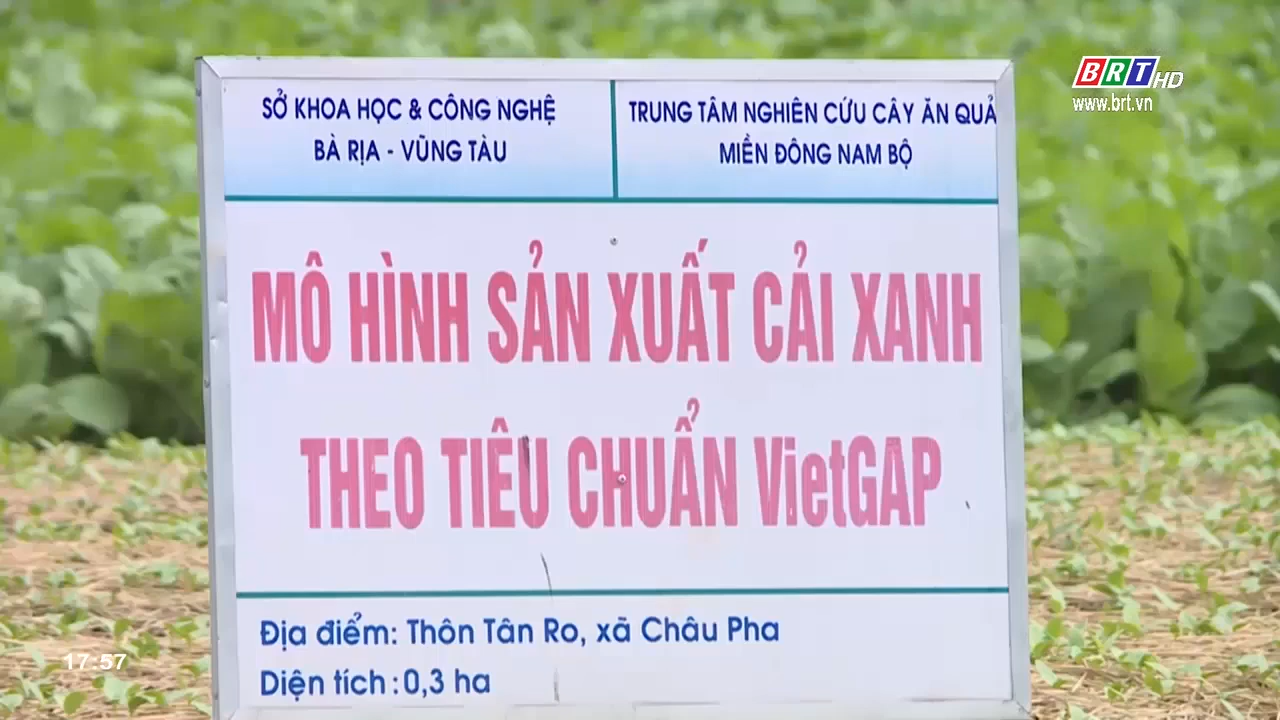 BRT HD
www.brt.vn
SỞ KHOA HỌC & CÔNG NGHỆ
BÀ RỊA - VŨNG TÀU
TRUNG TÂM NGHIÊN CỨU CÂY ĂN QUẢ
MIỀN ĐÔNG NAM BỘ
MÔ HÌNH SẢN XUẤT CẢI XANH
THEO TIÊU CHUẨN VietGAP
Địa điểm: Thôn Tân Ro, xã Châu Pha
Diện tích : 0,3 ha
17:57